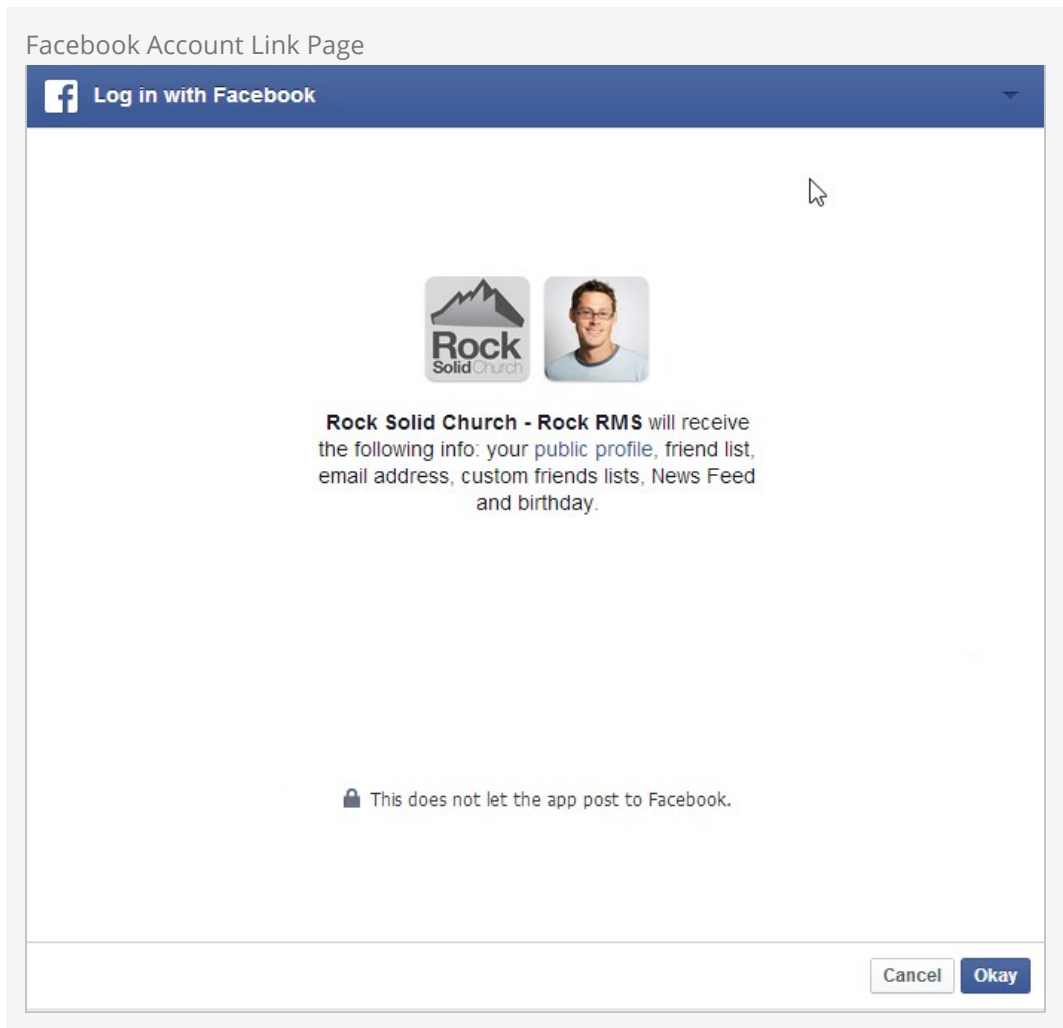 Facebook Account Link Page
f Log in with Facebook
Rock
Solid Church
Rock Solid Church - Rock RMS will receive
the following info: your public profile, friend list,
email address, custom friends lists, News Feed
and birthday.
This does not let the app post to Facebook.
Cancel Okay